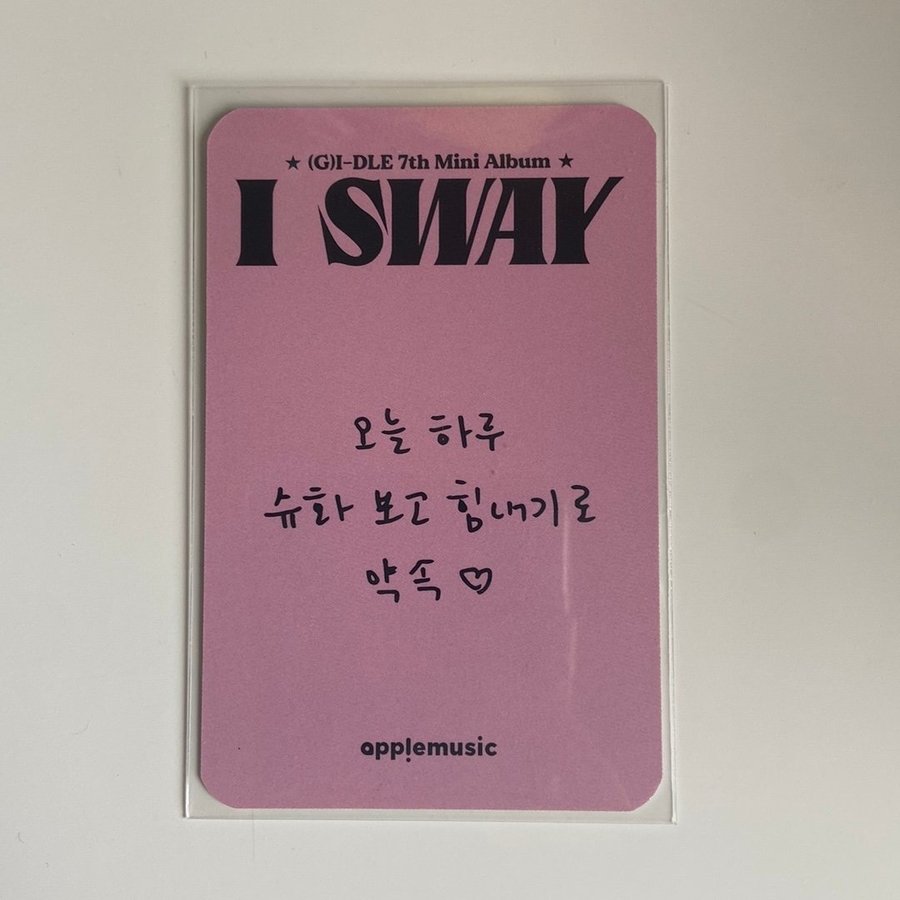 ★ (G)I-DLE 7th Mini Album ★
I SWAY
오늘 하루
슈화 보고 힘내기로
약속 ♡
applemusic